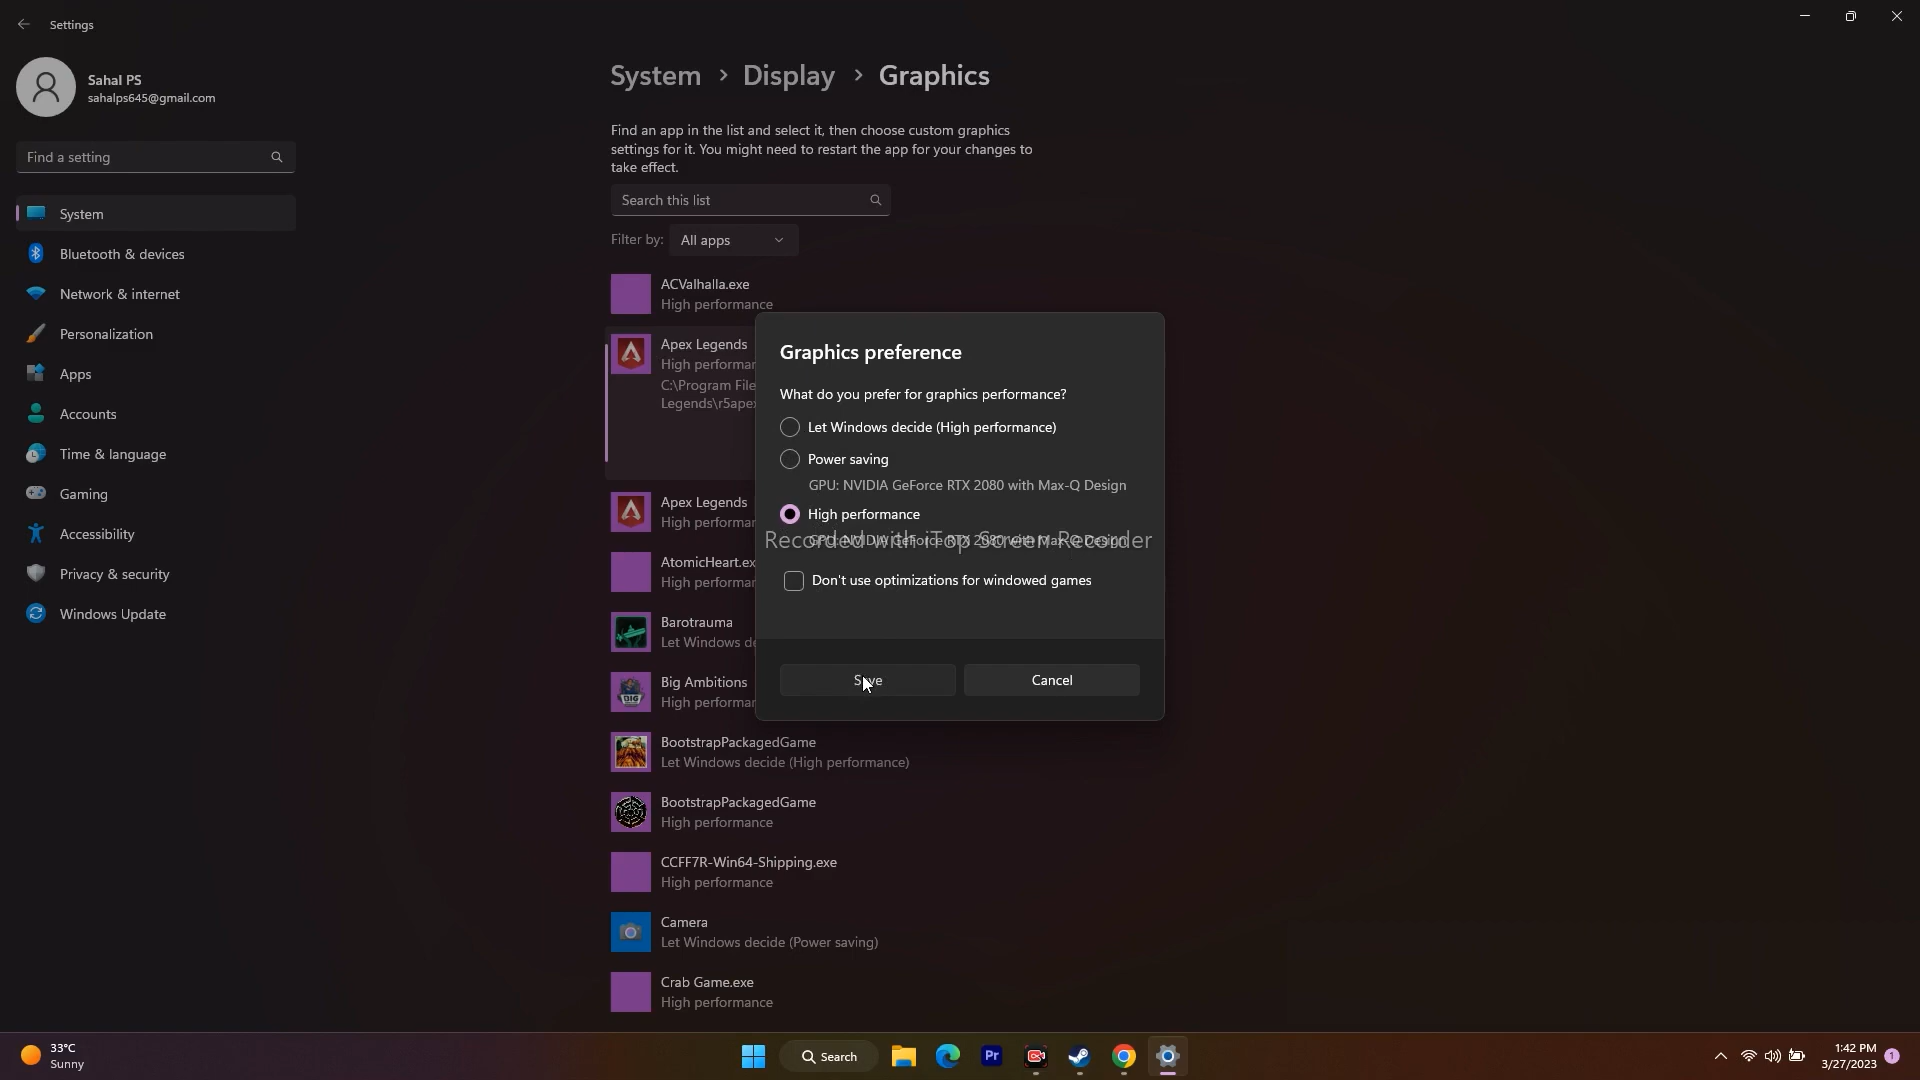 Settings
Sahal PS
sahalps645@gmail.com
Find a setting
System
Bluetooth & devices
Network & internet
Personalization
Apps
Accounts
Time & language
Gaming
Accessibility
Privacy & security
Windows Update
System > Display > Graphics
Find an app in the list and select it, then choose custom graphics
settings for it. You might need to restart the app for your changes to
take effect.
Search this list
Filter by: All apps
ACValhalla.exe
High performance
Apex Legends
High performan
C:\Program File
Legends\r5apex
Apex Legends
High performan
AtomicHeart.ex
High performan
Barotrauma
Let Windows de
Big Ambitions
High performan
BootstrapPackagedGame
Let Windows decide (High performance)
BootstrapPackagedGame
High performance
CCFF7R-Win64-Shipping.exe
High performance
Camera
Let Windows decide (Power saving)
Crab Game.exe
High performance
Graphics preference
What do you prefer for graphics performance?
Let Windows decide (High performance)
Power saving
GPU: NVIDIA GeForce RTX 2080 with Max-Q Design
High performance
GPU: NVIDIA GeForce RTX 2080 with Max-Q Design
Recorded with iTop Screen Recorder
Don't use optimizations for windowed games
Save
Cancel
33°C
Sunny
Search
Pr
1:42 PM
3/27/2023
1